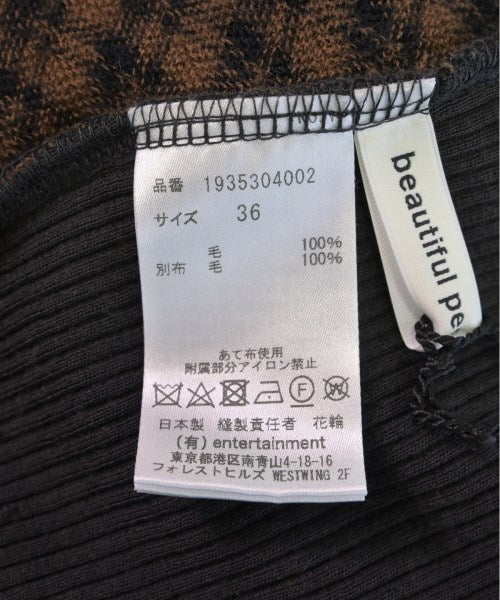 品番 1935304002
サイズ 36
毛 100%
別布 毛 100%
あて布使用
附属部分アイロン禁止
F W
日本製 縫製責任者 花輪
(有) entertainment
東京都港区南青山4-18-16
フォレストヒルズ WESTWING 2F
beautiful pe